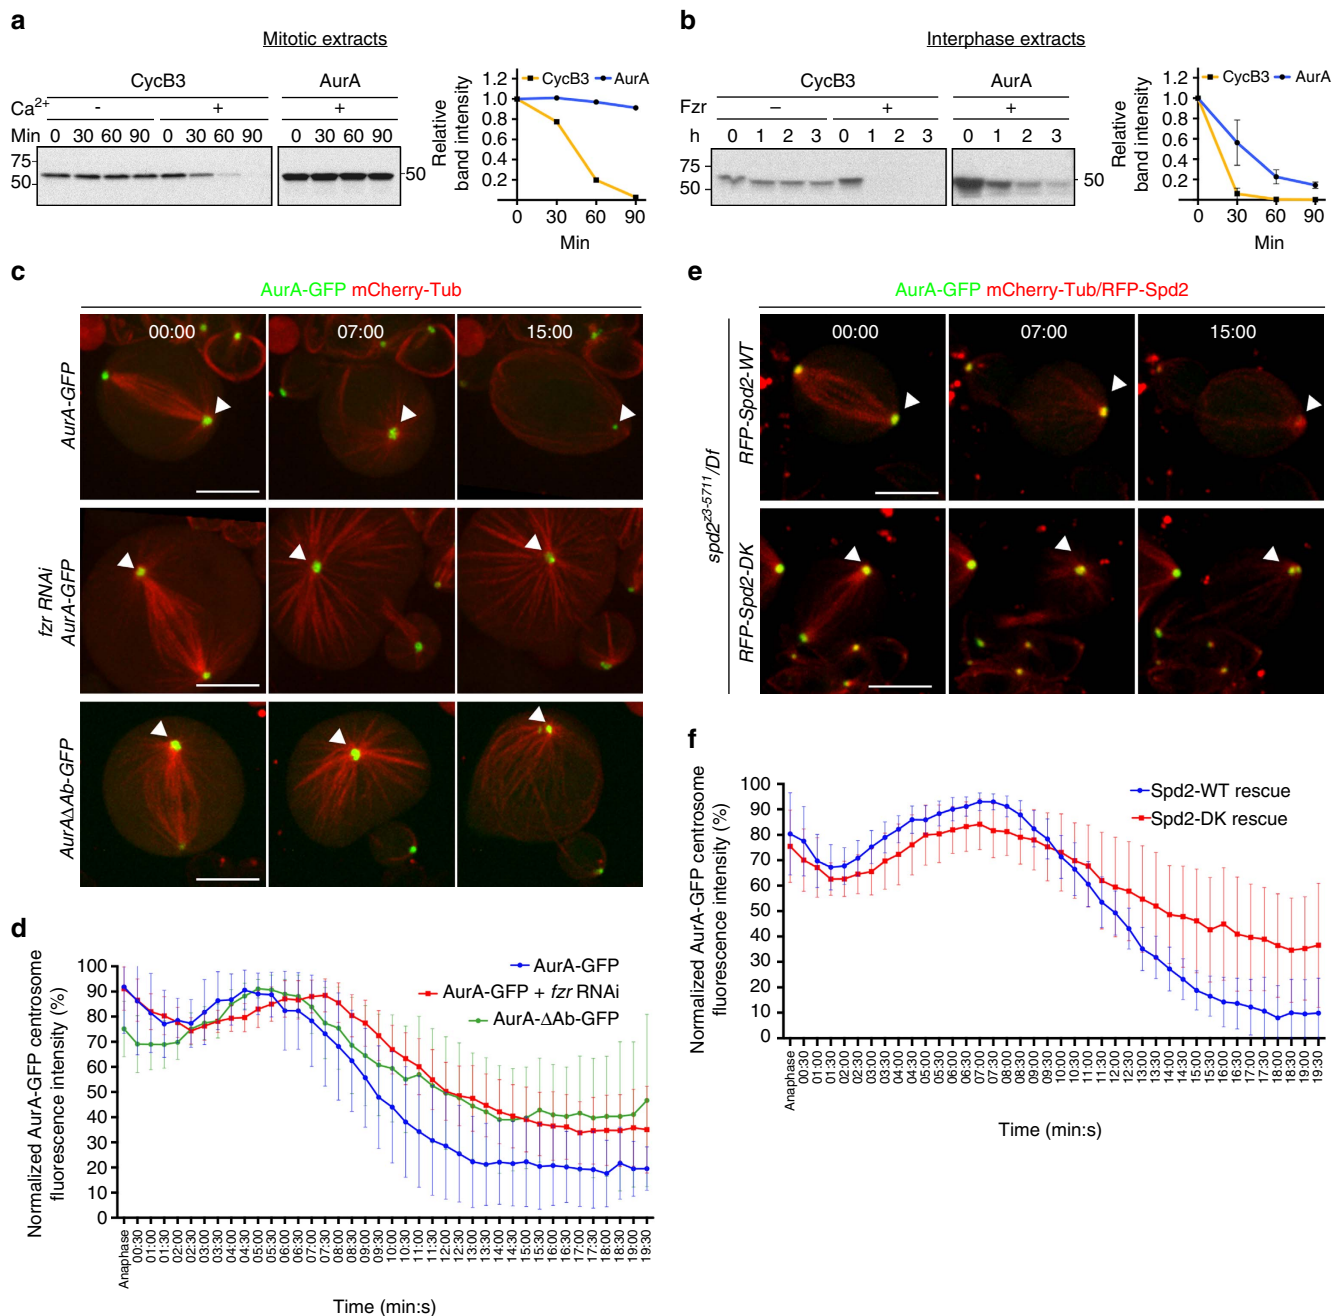 a
Mitotic extracts
CycB3
AurA
Ca2+
-
+
+
Min
0 30 60 90 0 30 60 90
0 30 60 90
75
50
50
CycB3
AurA
Relative
band intensity
1.2
1.0
0.8
0.6
0.4
0.2
0 30 60 90
Min
b
Interphase extracts
CycB3
AurA
Fzr
−
+
+
h
0 1 2 3 0 1 2 3
0 1 2 3
75
50
50
CycB3
AurA
Relative
band intensity
1.2
1.0
0.8
0.6
0.4
0.2
0 30 60 90
Min
c
AurA-GFP mCherry-Tub
00:00
07:00
15:00
AurA-GFP
fzr RNAi
AurA-GFP
AurAΔAb-GFP
e
AurA-GFP mCherry-Tub/RFP-Spd2
00:00
07:00
15:00
spd2z3-5711/Df
RFP-Spd2-WT
RFP-Spd2-DK
d
Normalized AurA-GFP centrosome
fluorescence intensity (%)
100
90
80
70
60
50
40
30
20
10
0
AurA-GFP
AurA-GFP + fzr RNAi
AurA-ΔAb-GFP
Anaphase
00:30
01:00
01:30
02:00
02:30
03:00
03:30
04:00
04:30
05:00
05:30
06:00
06:30
07:00
07:30
08:00
08:30
09:00
09:30
10:00
10:30
11:00
11:30
12:00
12:30
13:00
13:30
14:00
14:30
15:00
15:30
16:00
16:30
17:00
17:30
18:00
18:30
19:00
19:30
Time (min:s)
f
Normalized AurA-GFP centrosome
fluorescence intensity (%)
100
90
80
70
60
50
40
30
20
10
0
Spd2-WT rescue
Spd2-DK rescue
Anaphase
00:30
01:00
01:30
02:00
02:30
03:00
03:30
04:00
04:30
05:00
05:30
06:00
06:30
07:00
07:30
08:00
08:30
09:00
09:30
10:00
10:30
11:00
11:30
12:00
12:30
13:00
13:30
14:00
14:30
15:00
15:30
16:00
16:30
17:00
17:30
18:00
18:30
19:00
19:30
Time (min:s)